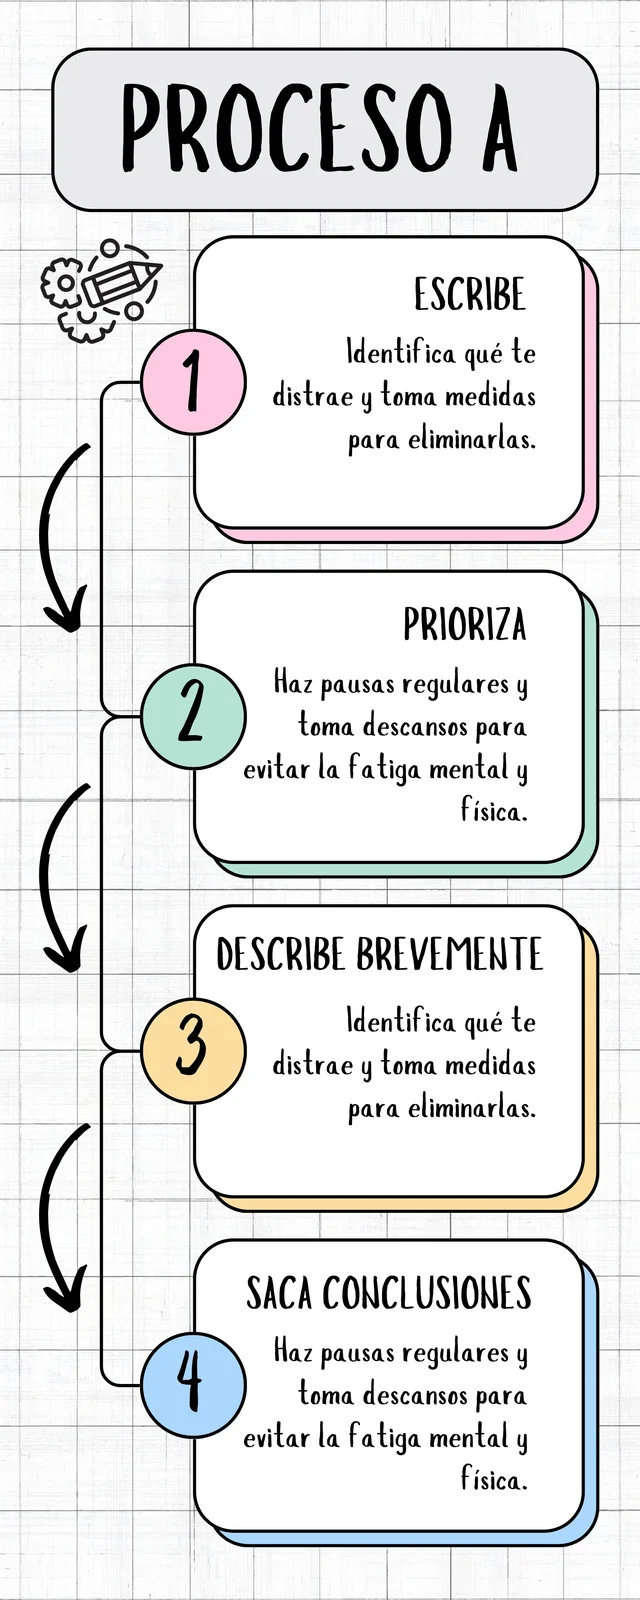 PROCESO A
ESCRIBE
Identifica qué te
distrae y toma medidas
para eliminarlas.
1
PRIORIZA
Haz pausas regulares y
toma descansos para
evitar la fatiga mental y
física.
2
DESCRIBE BREVEMENTE
Identifica qué te
distrae y toma medidas
para eliminarlas.
3
SACA CONCLUSIONES
Haz pausas regulares y
toma descansos para
evitar la fatiga mental y
física.
4